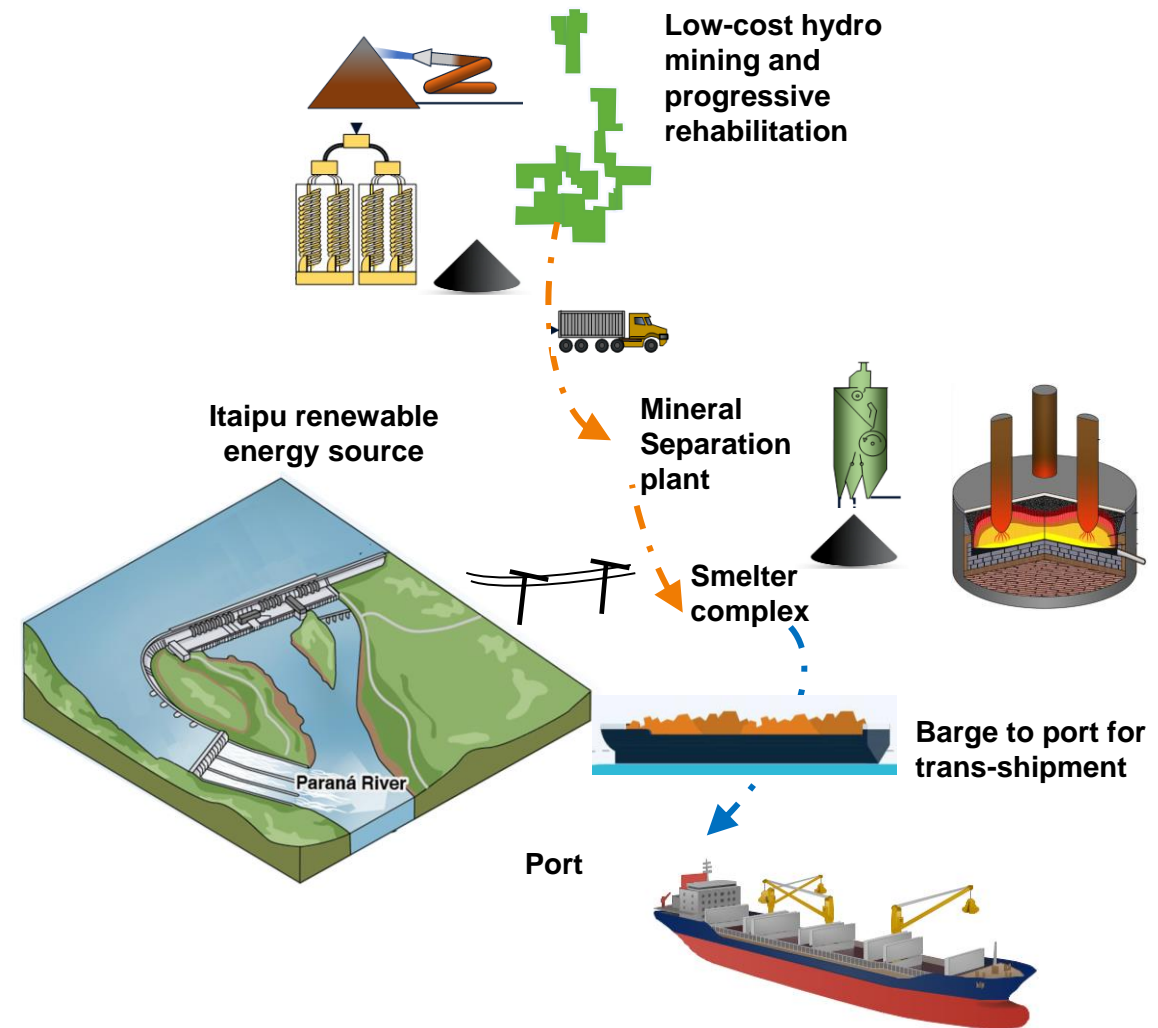 Low-cost hydro
mining and
progressive
rehabilitation
Itaipu renewable
energy source
Mineral
Separation
plant
Smelter
complex
Paraná River
Barge to port for
trans-shipment
Port